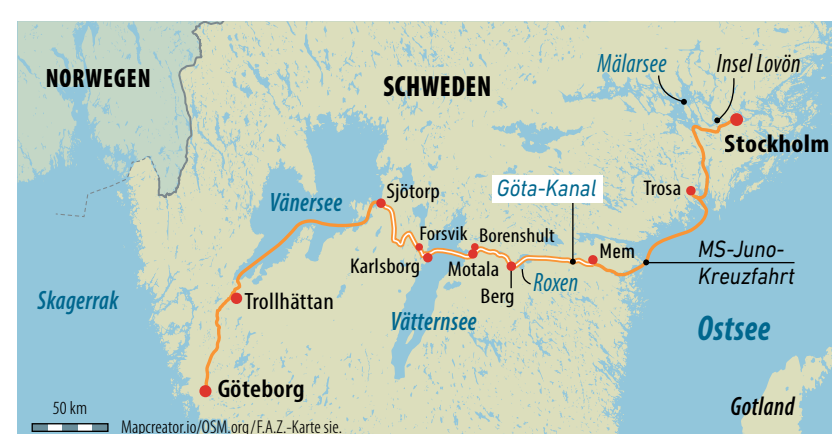 NORWEGEN
SCHWEDEN
Mälarsee
Insel Lovön
Stockholm
Trosa
Göta-Kanal
Vänersee
Sjötorp
Forsvik
Borenshult
Karlsborg
Motala
Mem
Berg
Roxen
MS-Juno-
Kreuzfahrt
Skagerrak
Trollhättan
Vätternsee
Ostsee
Göteborg
Gotland
50 km
Mapcreator.io/OSM.org/F.A.Z.-Karte sie.